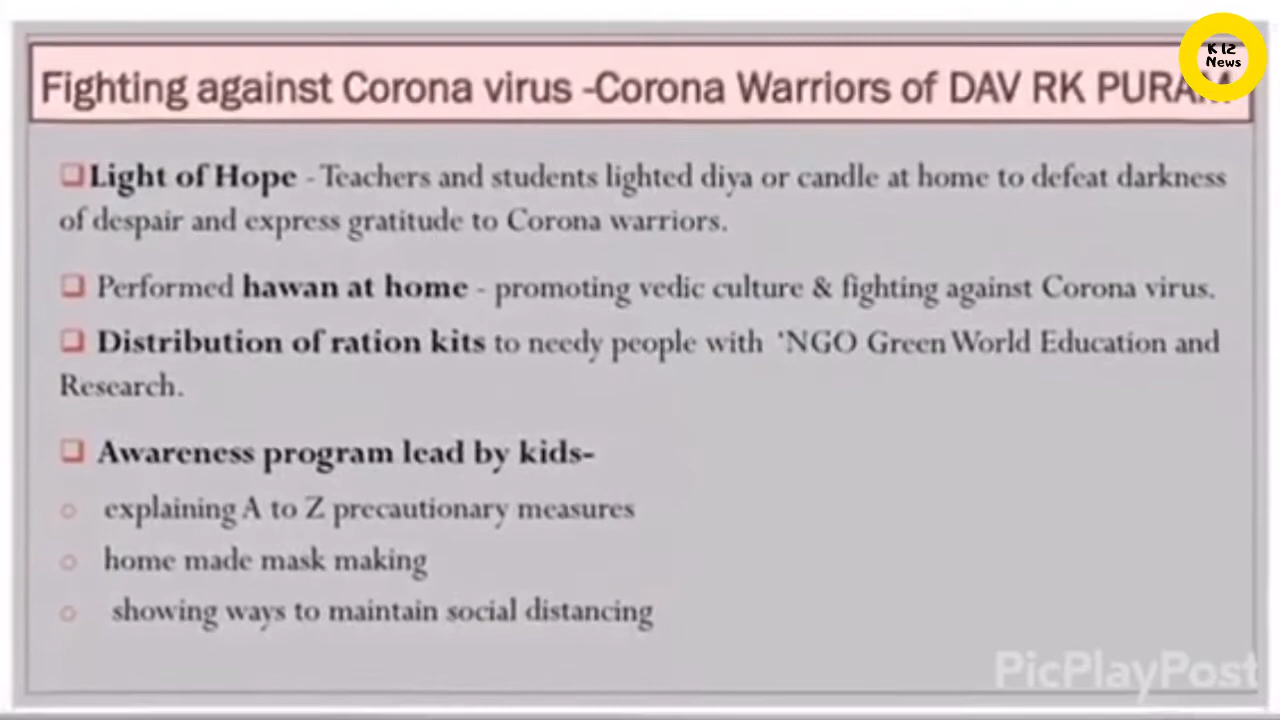 K 12
News
Fighting against Corona virus -Corona Warriors of DAV RK PURAM
❑Light of Hope - Teachers and students lighted diya or candle at home to defeat darkness
of despair and express gratitude to Corona warriors.
❑ Performed hawan at home - promoting vedic culture & fighting against Corona virus.
❑ Distribution of ration kits to needy people with 'NGO Green World Education and
Research.
❑ Awareness program lead by kids-
o explaining A to Z precautionary measures
o home made mask making
o showing ways to maintain social distancing
PicPlayPost